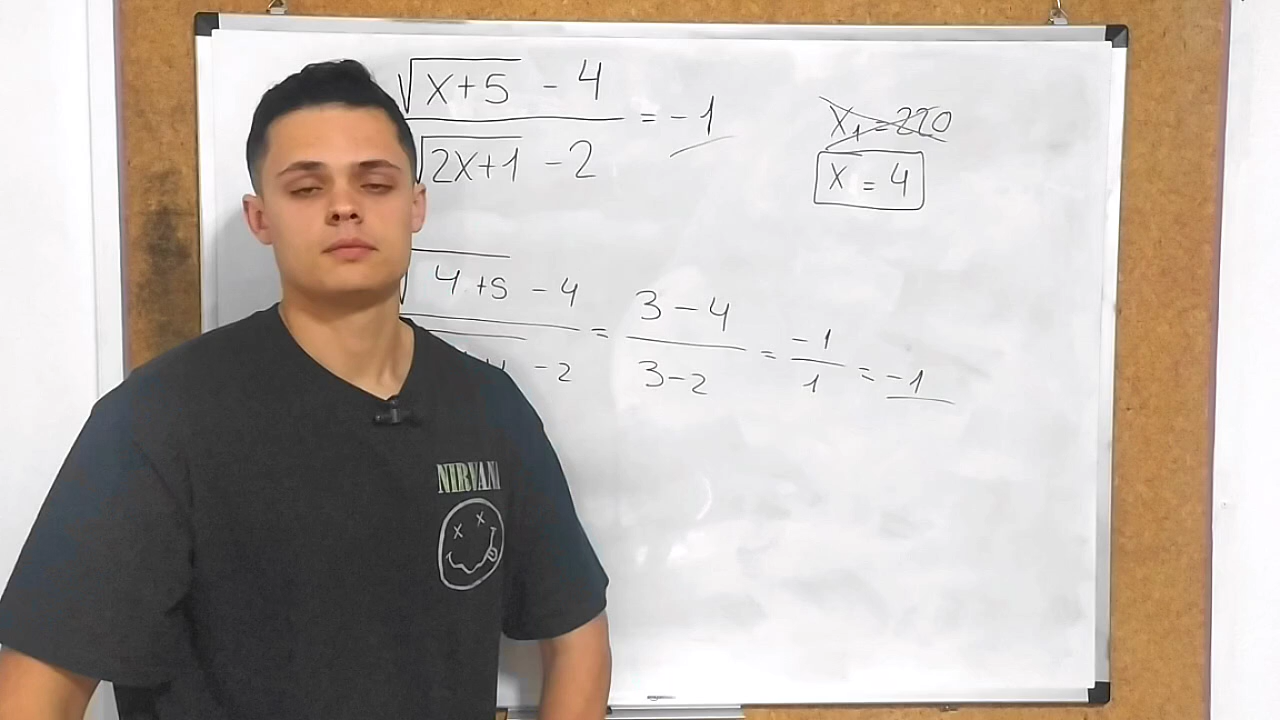 √x+5 - 4
= -1
√2x+1 - 2
x₁ = 220
x = 4
√4+5 - 4
= 3-4 = -1 = -1
- 2
3-2
1
NIRVANA